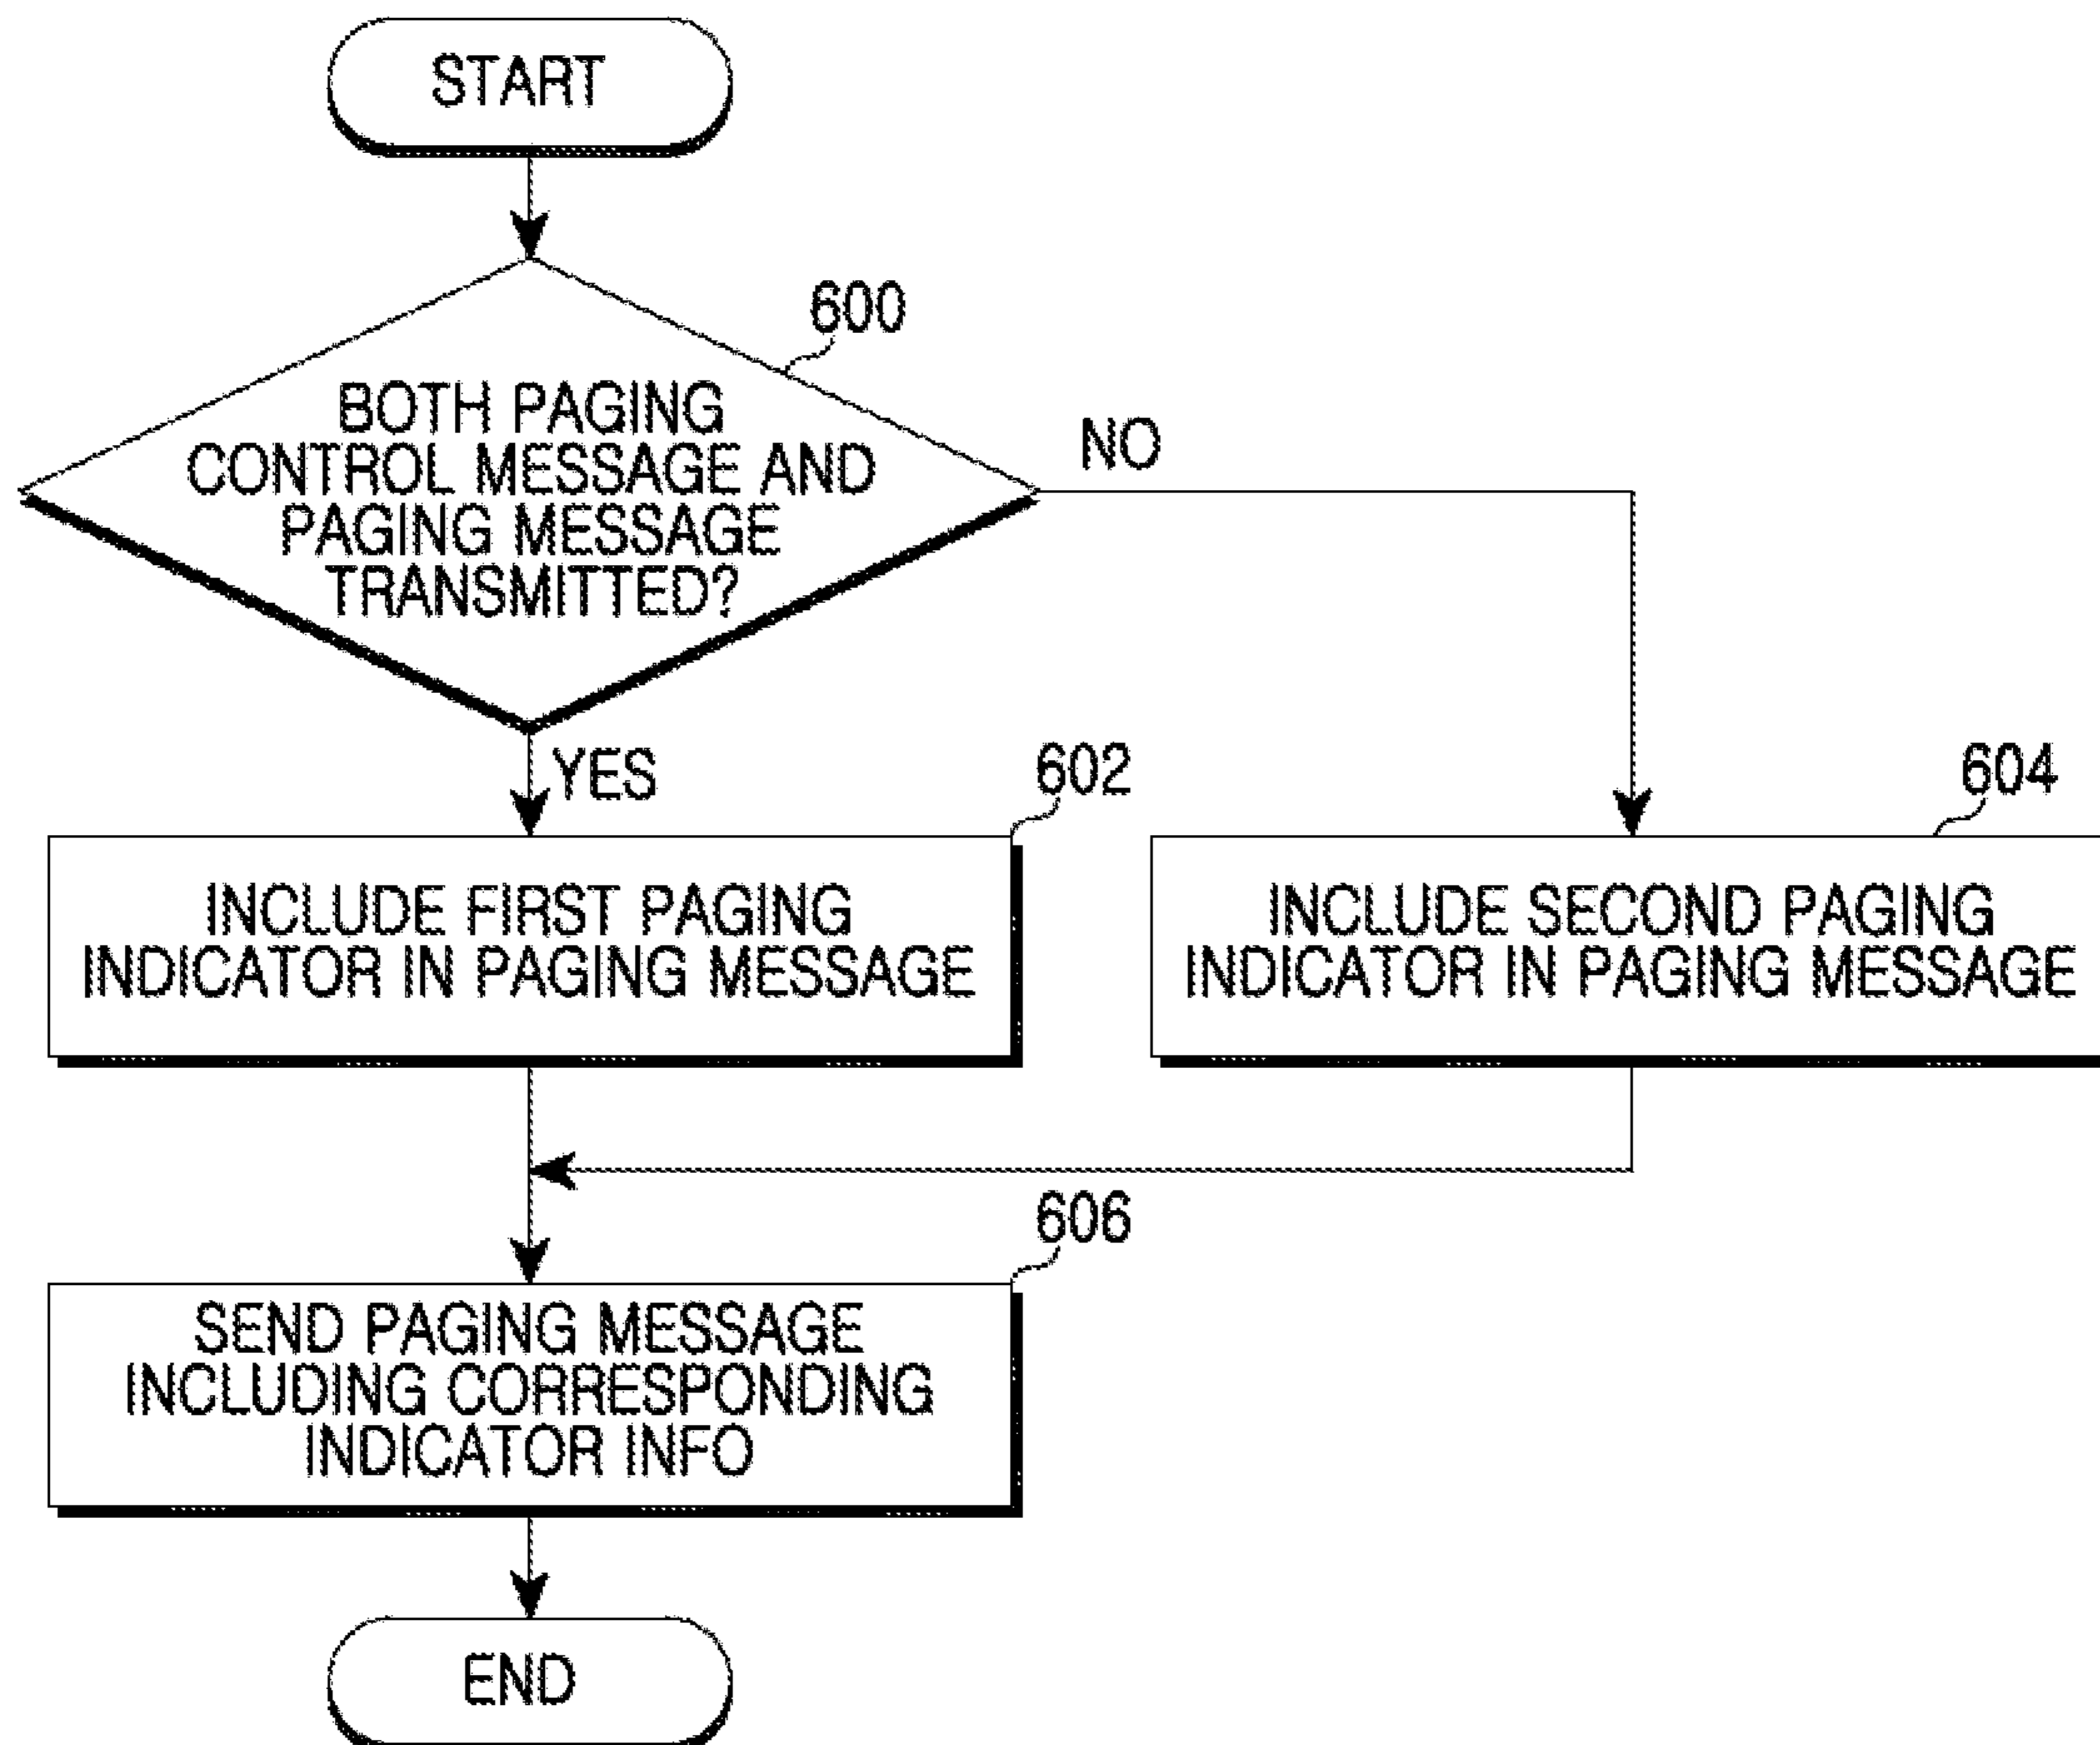 START
600
BOTH PAGING
CONTROL MESSAGE AND
PAGING MESSAGE
TRANSMITTED?
NO
YES
602
604
INCLUDE FIRST PAGING
INDICATOR IN PAGING MESSAGE
INCLUDE SECOND PAGING
INDICATOR IN PAGING MESSAGE
606
SEND PAGING MESSAGE
INCLUDING CORRESPONDING
INDICATOR INFO
END